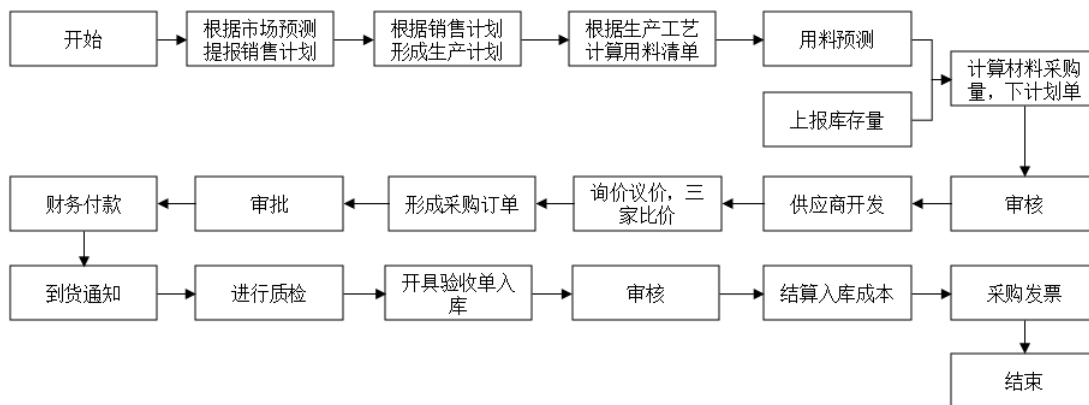 开始
根据市场预测
提报销售计划
根据销售计划
形成生产计划
根据生产工艺
计算用料清单
用料预测
上报库存量
计算材料采购
量，下计划单
审核
供应商开发
询价议价，三
家比价
形成采购订单
审批
财务付款
到货通知
进行质检
开具验收单入
库
审核
结算入库成本
采购发票
结束